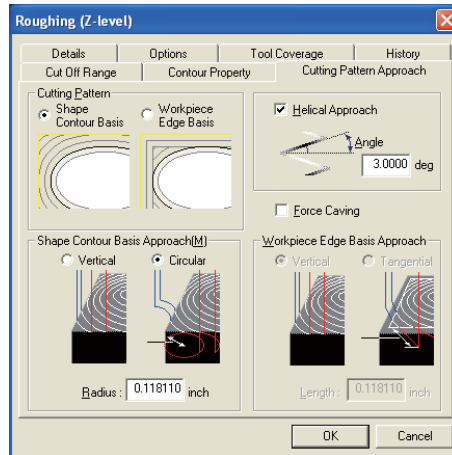 Roughing (Z-level)
Details Options Tool Coverage History
Cut Off Range Contour Property Cutting Pattern Approach
Cutting Pattern
Shape Contour Basis
Workpiece Edge Basis
Helical Approach
Angle
3.0000 deg
Force Caving
Shape Contour Basis Approach(M)
Vertical Circular
Radius : 0.118110 inch
Workpiece Edge Basis Approach
Vertical Tangential
Length : 0.118110 inch
OK Cancel